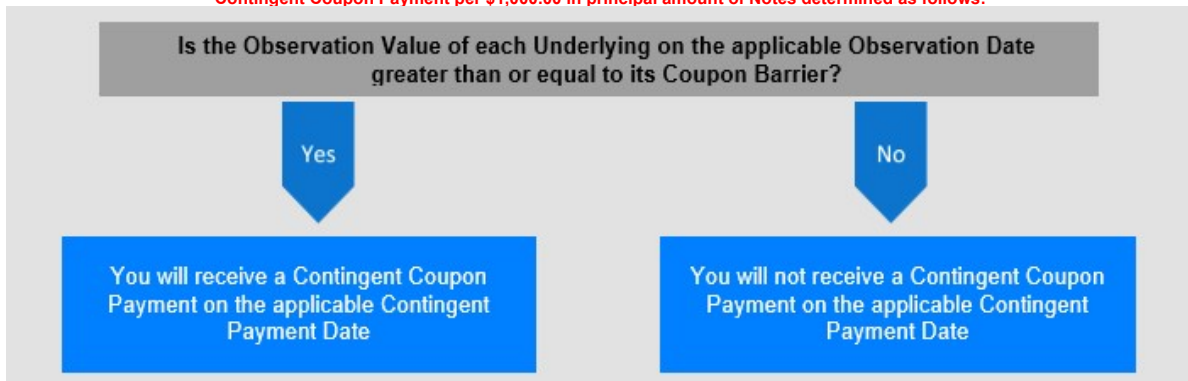 Contingent Coupon Payment per $1,000.00 in principal amount of Notes determined as follows:
Is the Observation Value of each Underlying on the applicable Observation Date
greater than or equal to its Coupon Barrier?
Yes
No
You will receive a Contingent Coupon
Payment on the applicable Contingent
Payment Date
You will not receive a Contingent Coupon
Payment on the applicable Contingent
Payment Date